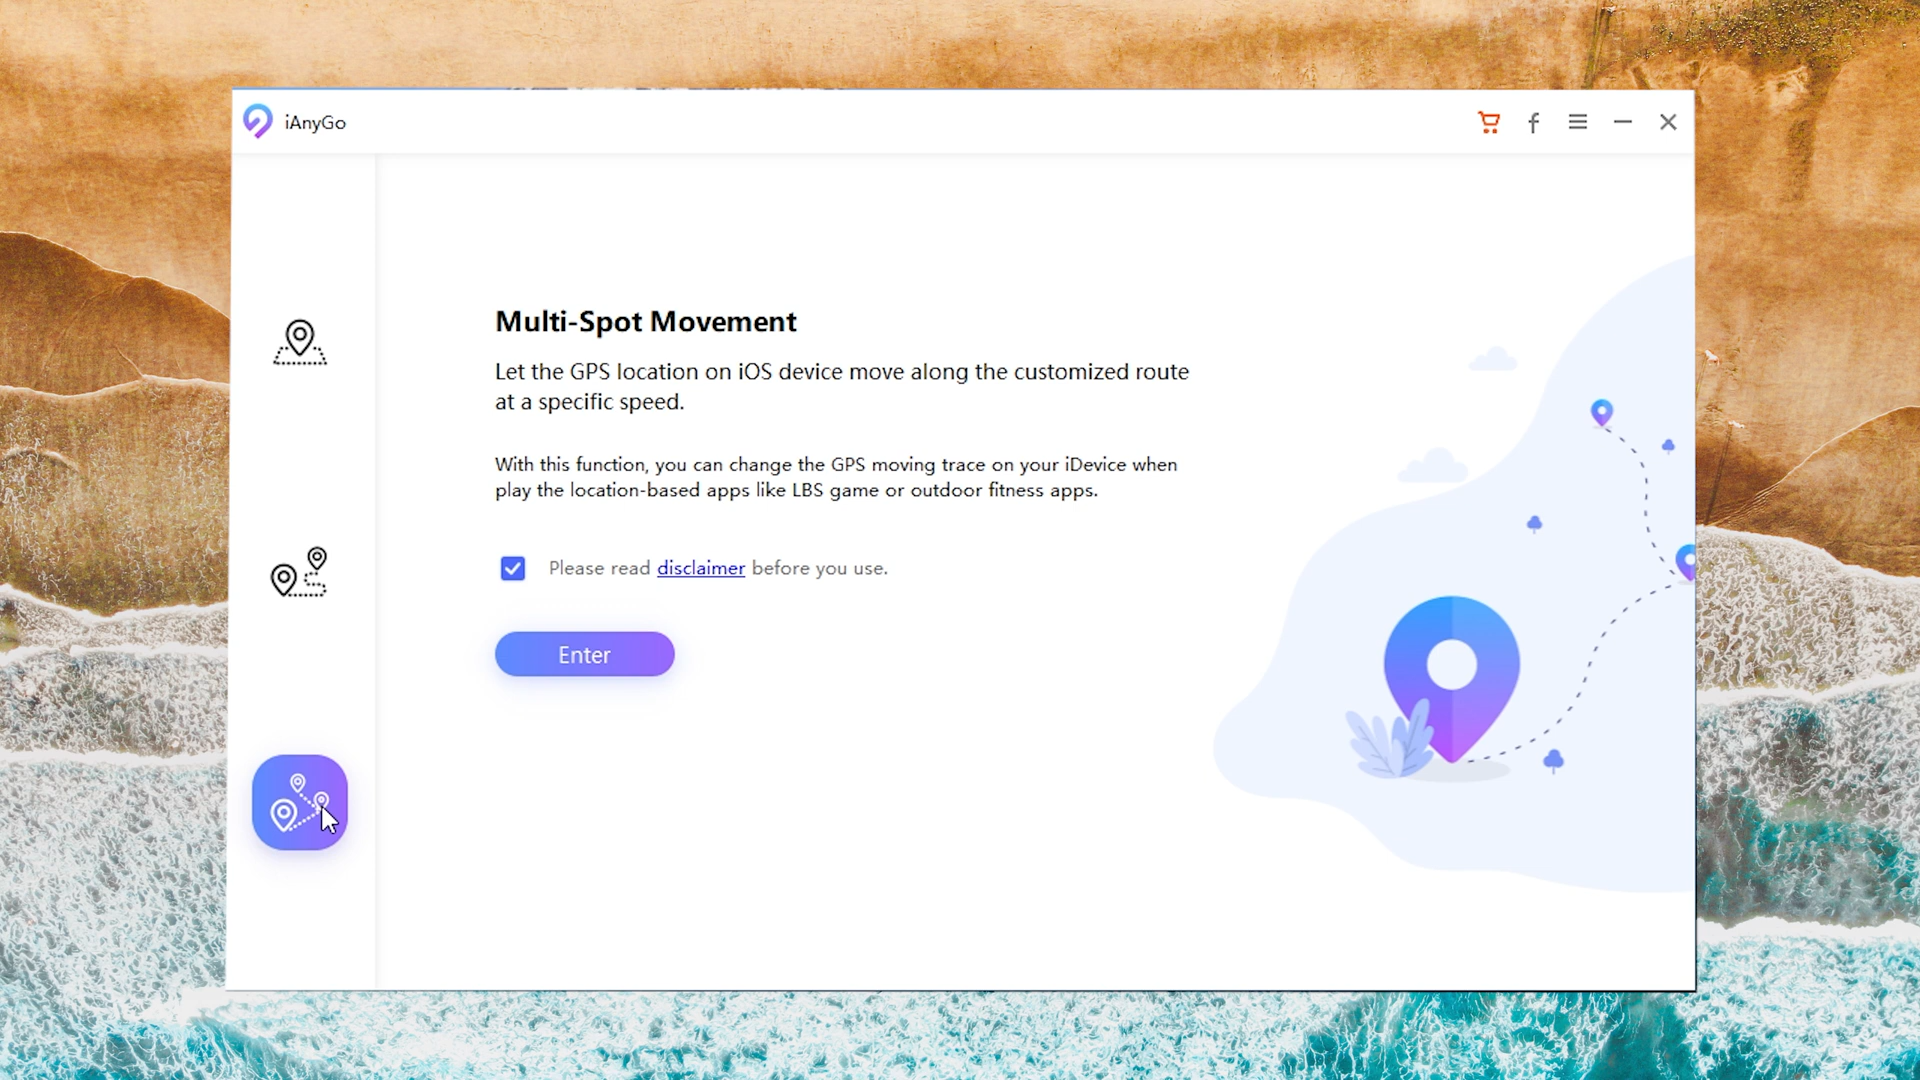 iAnyGo
Multi-Spot Movement
Let the GPS location on iOS device move along the customized route
at a specific speed.
With this function, you can change the GPS moving trace on your iDevice when
play the location-based apps like LBS game or outdoor fitness apps.
Please read disclaimer before you use.
Enter